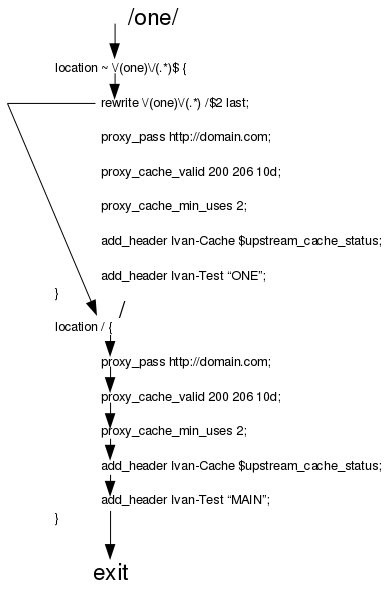 /one/
location ~ \/(one)\/(.*)$ {
rewrite \/(one)\/(.*) /$2 last;
proxy_pass http://domain.com;
proxy_cache_valid 200 206 10d;
proxy_cache_min_uses 2;
add_header Ivan-Cache $upstream_cache_status;
add_header Ivan-Test “ONE”;
}
/
location / {
proxy_pass http://domain.com;
proxy_cache_valid 200 206 10d;
proxy_cache_min_uses 2;
add_header Ivan-Cache $upstream_cache_status;
add_header Ivan-Test “MAIN”;
}
exit